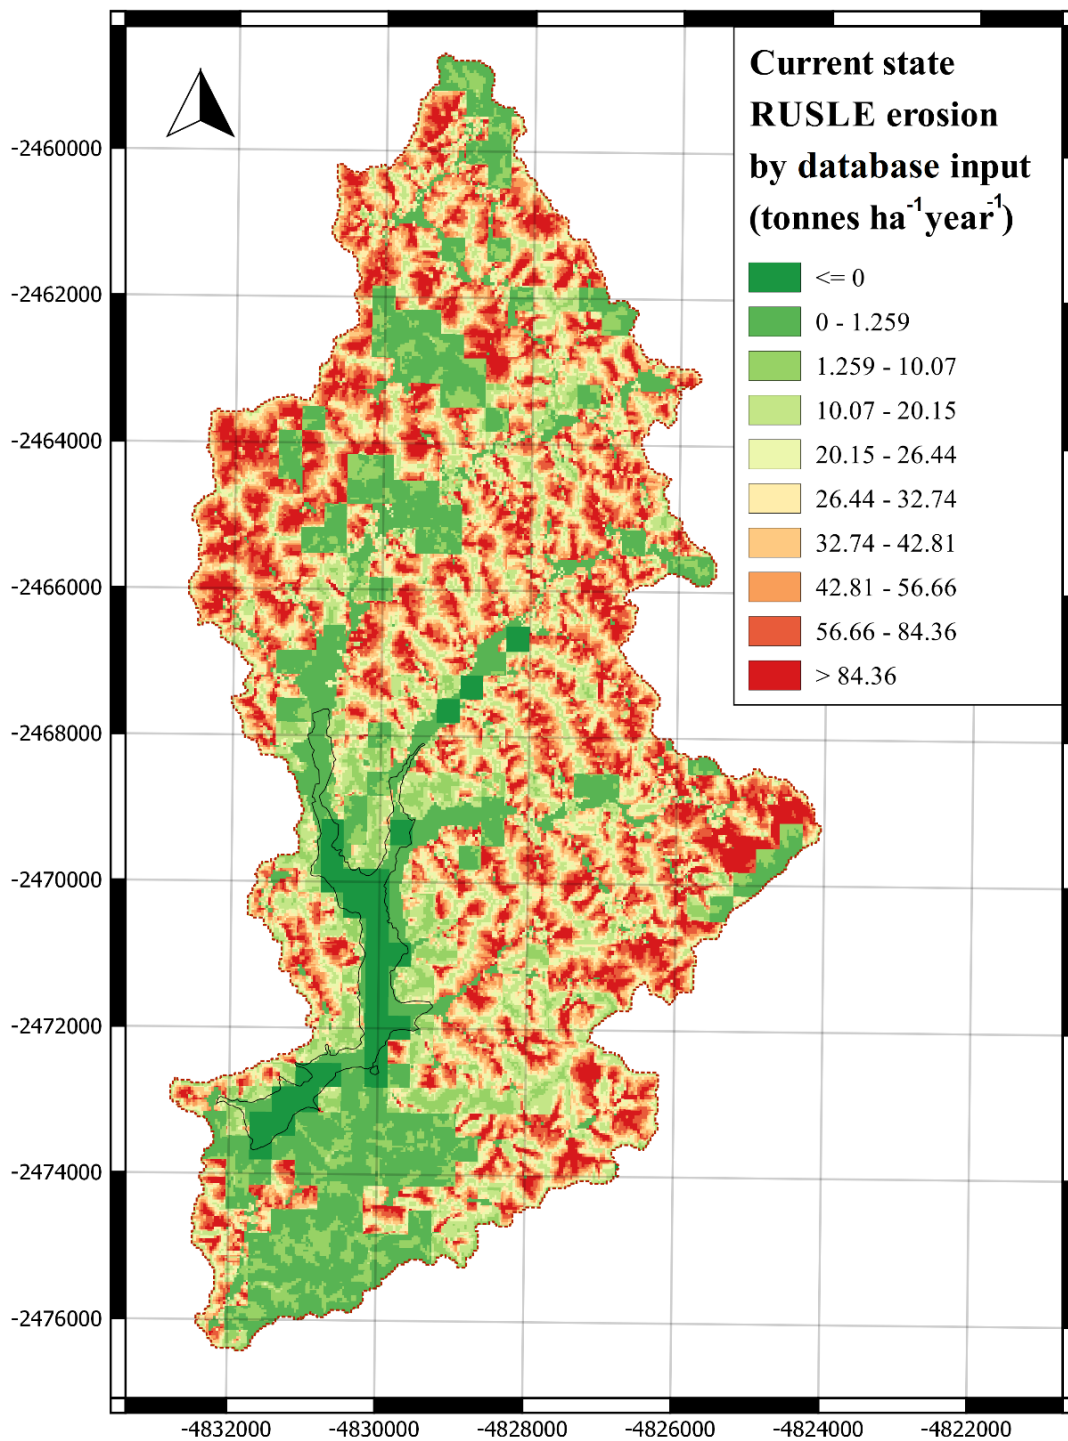 Current state
RUSLE erosion
by database input
(tonnes ha⁻¹year⁻¹)
<= 0
0 - 1.259
1.259 - 10.07
10.07 - 20.15
20.15 - 26.44
26.44 - 32.74
32.74 - 42.81
42.81 - 56.66
56.66 - 84.36
> 84.36
-2460000
-2462000
-2464000
-2466000
-2468000
-2470000
-2472000
-2474000
-2476000
-4832000 -4830000 -4828000 -4826000 -4824000 -4822000